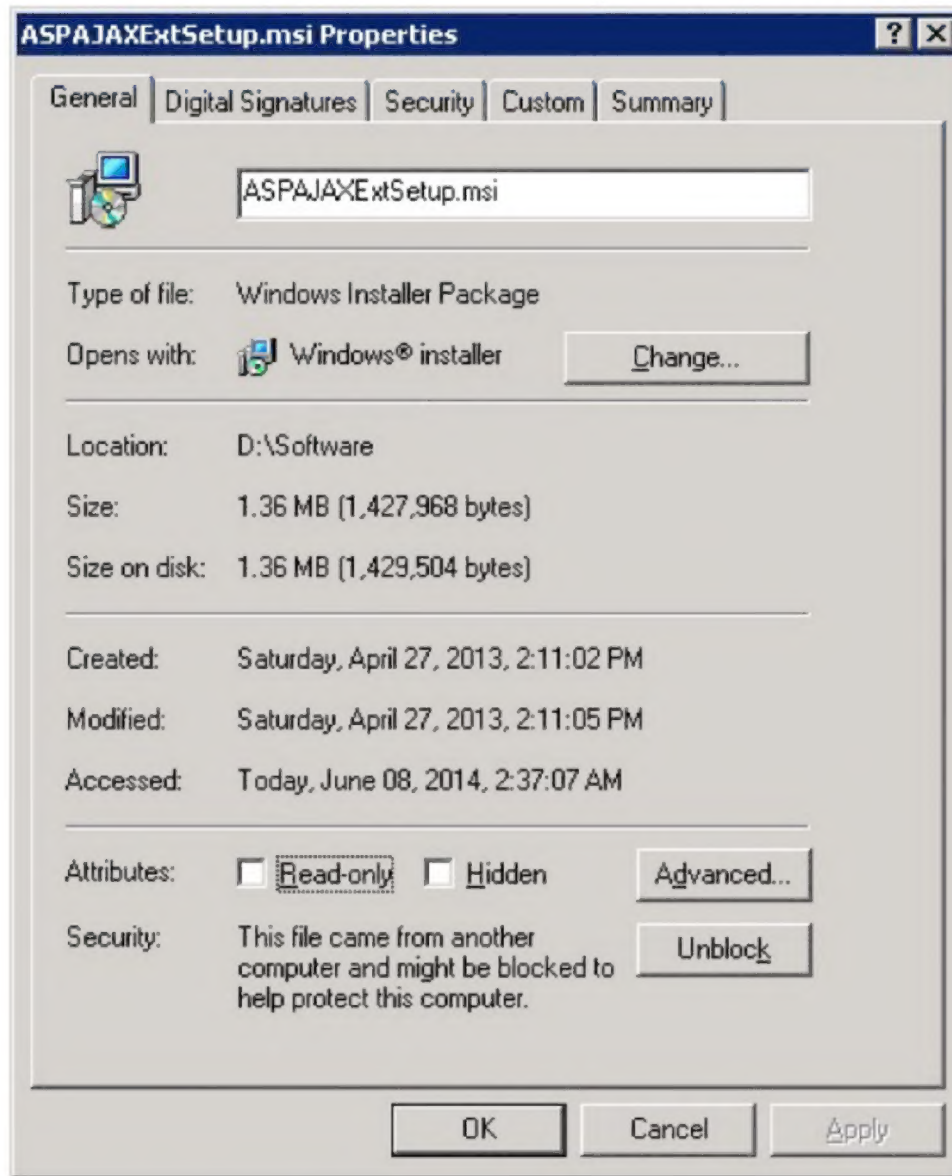 ASPAJAXExtSetup.msi Properties
General Digital Signatures Security Custom Summary
ASPAJAXExtSetup.msi
Type of file: Windows Installer Package
Opens with: Windows® installer Change...
Location: D:\Software
Size: 1.36 MB (1,427,968 bytes)
Size on disk: 1.36 MB (1,429,504 bytes)
Created: Saturday, April 27, 2013, 2:11:02 PM
Modified: Saturday, April 27, 2013, 2:11:05 PM
Accessed: Today, June 08, 2014, 2:37:07 AM
Attributes: Read-only Hidden Advanced...
Security: This file came from another
computer and might be blocked to
help protect this computer.
Unblock
OK Cancel Apply